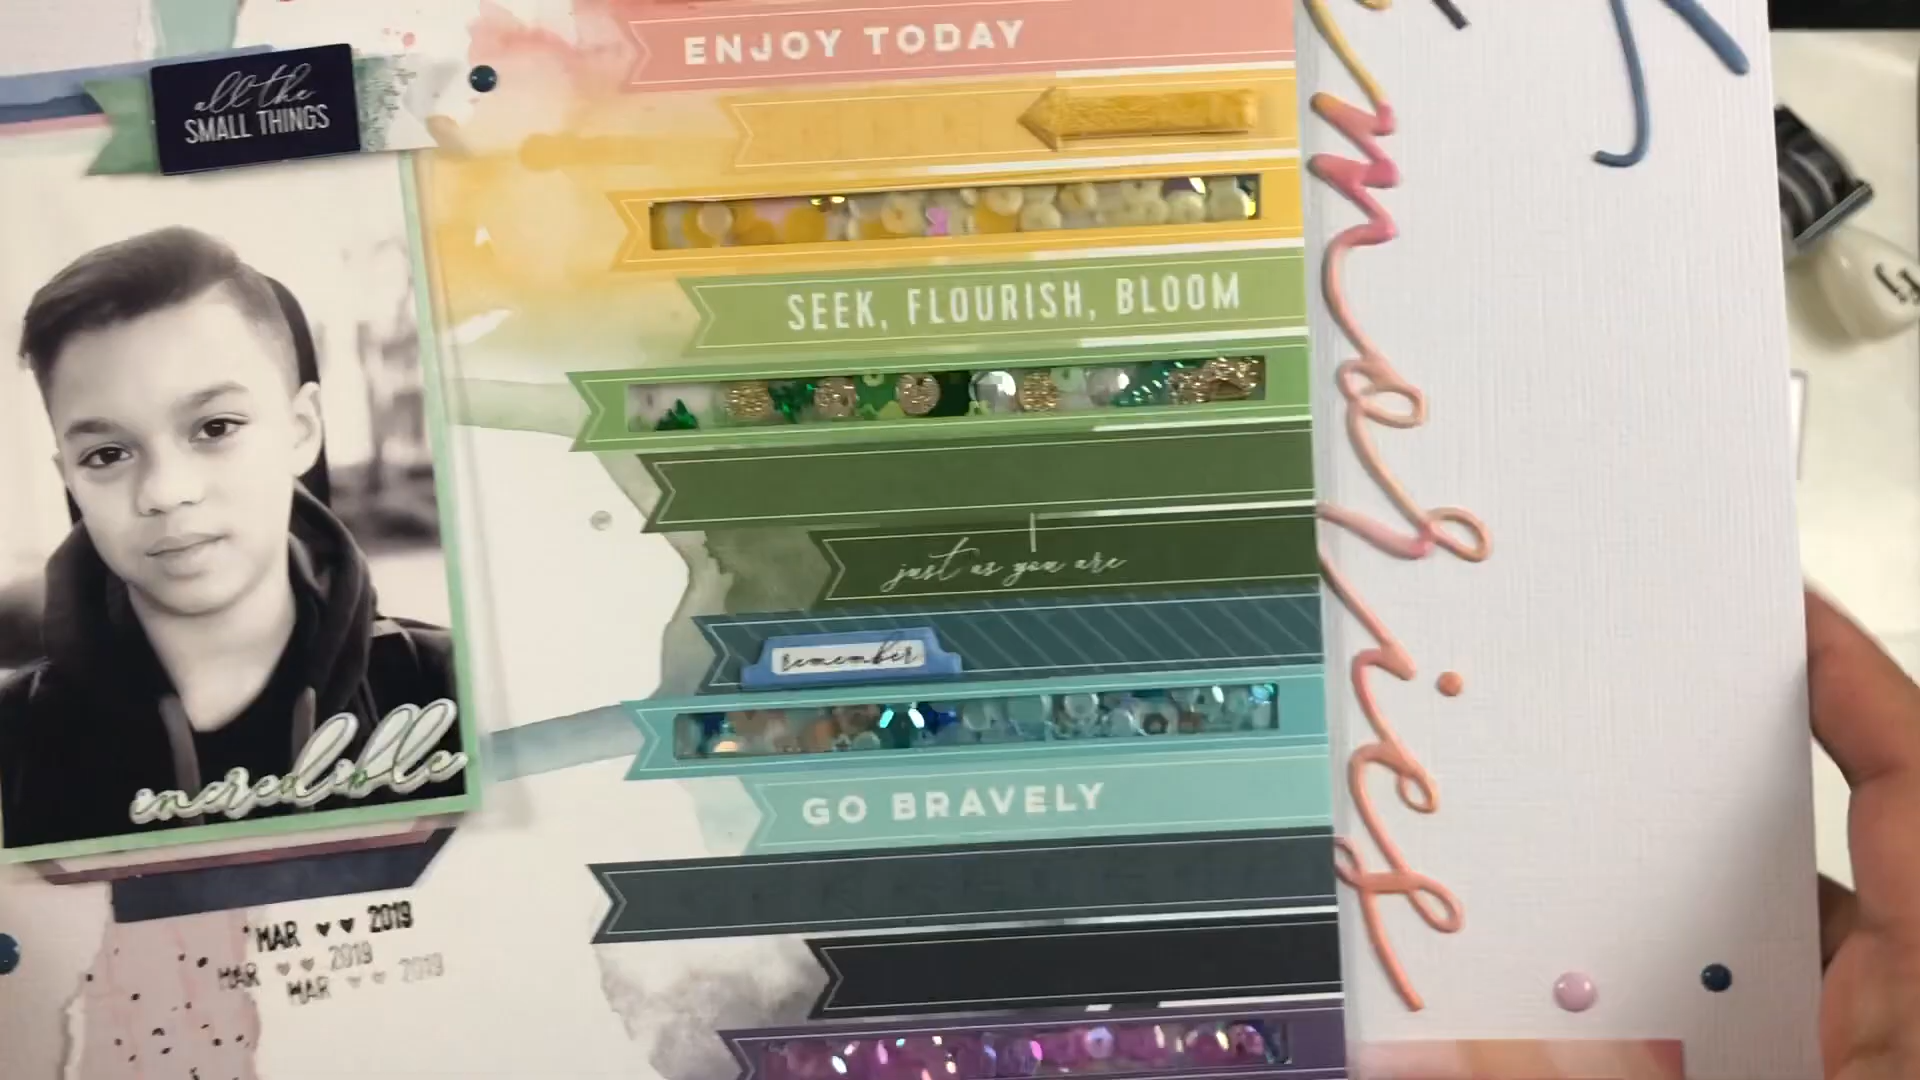 ENJOY TODAY
all the
SMALL THINGS
SEEK, FLOURISH, BLOOM
just as you are
remember
incredible
GO BRAVELY
MAR ♥♥ 2019
MAR ♥♥ 2019
MAR ♥♥ 2019